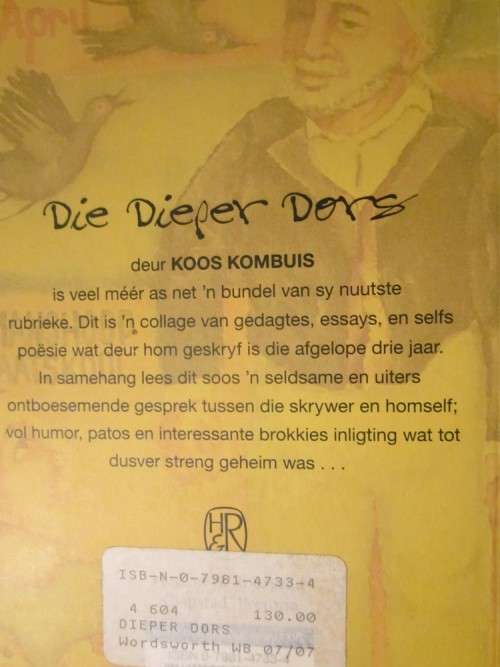 April
Die Dieper Dors
deur KOOS KOMBUIS
is veel méér as net 'n bundel van sy nuutste
rubrieke. Dit is 'n collage van gedagtes, essays, en selfs
poësie wat deur hom geskryf is die afgelope drie jaar.
In samehang lees dit soos 'n seldsame en uiters
ontboesemende gesprek tussen die skrywer en homself;
vol humor, patos en interessante brokkies inligting wat tot
dusver streng geheim was . . .
H&R
ISB-N-0-7981-4733-4
4 604 130.00
DIEPER DORS
Wordsworth WB 07/07